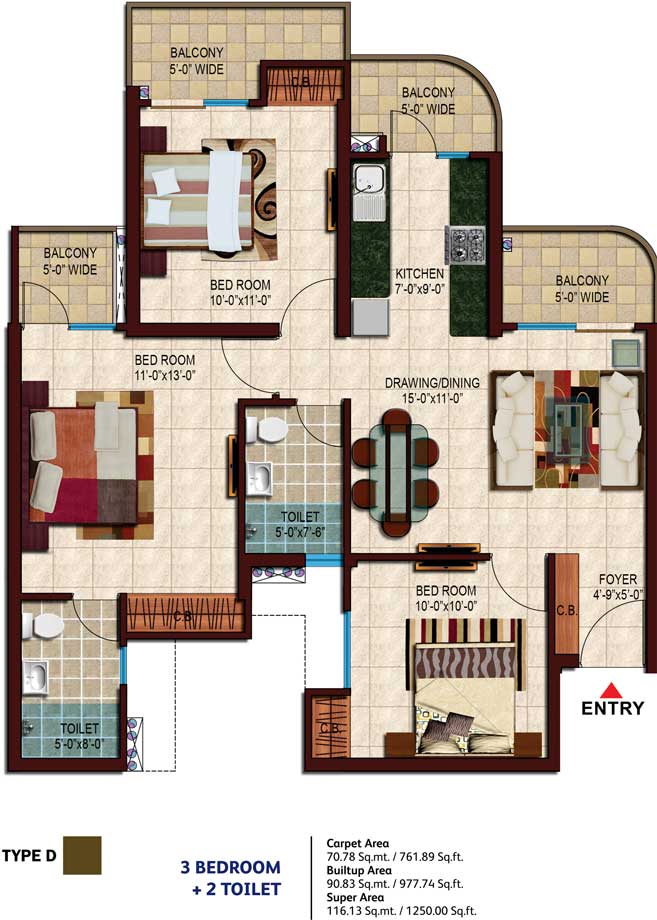 BALCONY
5'-0" WIDE
C.B.
BALCONY
5'-0" WIDE
BALCONY
5'-0" WIDE
BED ROOM
10'-0"x11'-0"
KITCHEN
7'-0"x9'-0"
BALCONY
5'-0" WIDE
BED ROOM
11'-0"x13'-0"
DRAWING/DINING
15'-0"x11'-0"
TOILET
5'-0"x7'-6"
BED ROOM
10'-0"x10'-0"
FOYER
4'-9"x5'-0"
C.B.
C.B.
ENTRY
TOILET
5'-0"x8'-0"
C.B.
TYPE D
3 BEDROOM
+ 2 TOILET
Carpet Area
70.78 Sq.mt. / 761.89 Sq.ft.
Builtup Area
90.83 Sq.mt. / 977.74 Sq.ft.
Super Area
116.13 Sq.mt. / 1250.00 Sq.ft.